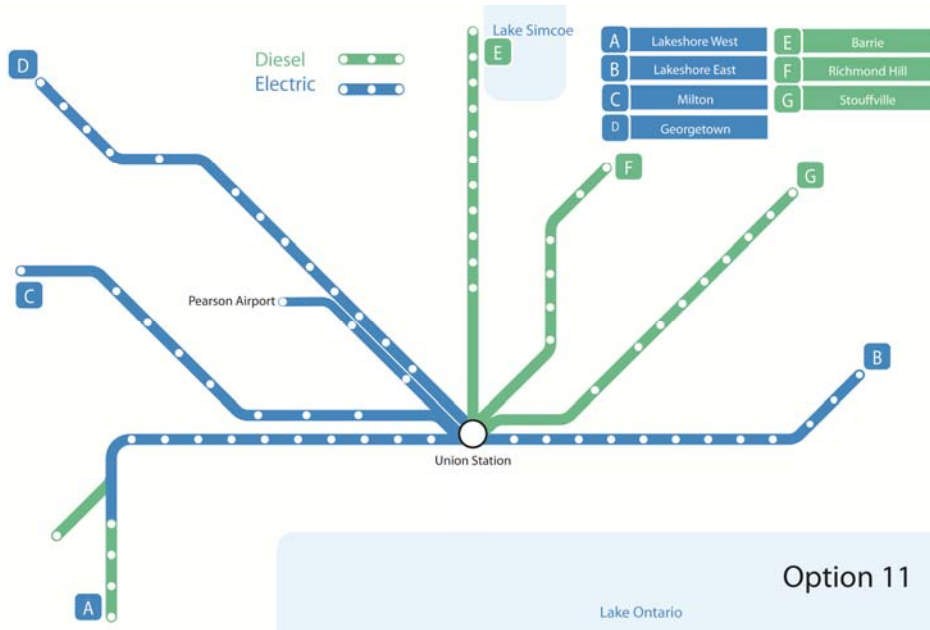 Lake Simcoe
Diesel
Electric
A Lakeshore West
B Lakeshore East
C Milton
D Georgetown
E Barrie
F Richmond Hill
G Stouffville
D
E
F
G
C
Pearson Airport
B
Union Station
A
Option 11
Lake Ontario